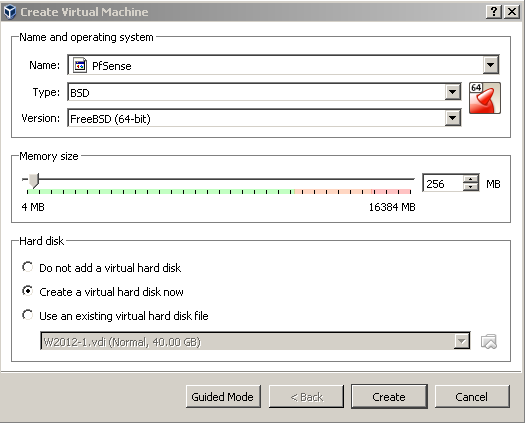 Create Virtual Machine
Name and operating system
Name: PfSense
Type: BSD
64
Version: FreeBSD (64-bit)
Memory size
256 MB
4 MB 16384 MB
Hard disk
Do not add a virtual hard disk
Create a virtual hard disk now
Use an existing virtual hard disk file
W2012-1.vdi (Normal, 40.00 GB)
Guided Mode < Back Create Cancel